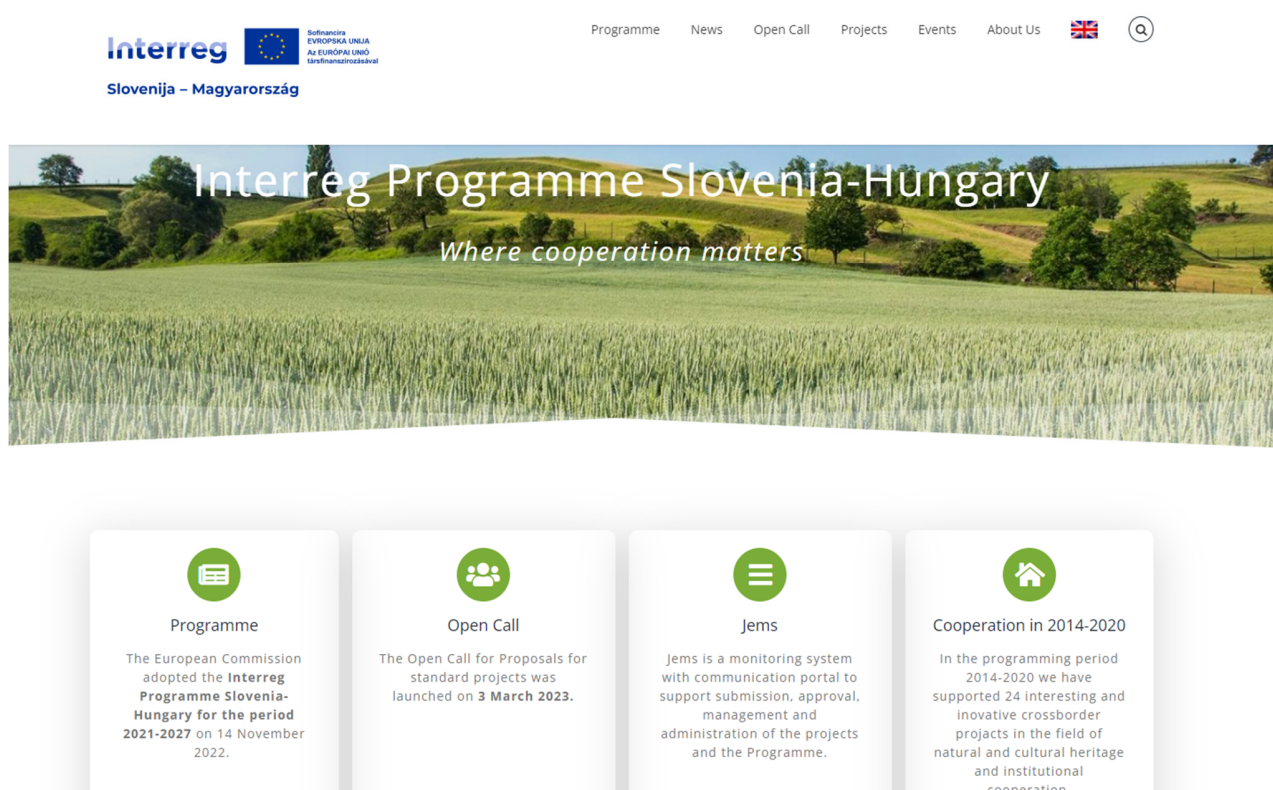 Interreg
Sofinancira
EVROPSKA UNIJA
Az EURÓPAI UNIÓ
társfinanszírozásával
Slovenija – Magyarország
Programme News Open Call Projects Events About Us
Interreg Programme Slovenia-Hungary
Where cooperation matters
Programme
The European Commission
adopted the Interreg
Programme Slovenia-
Hungary for the period
2021-2027 on 14 November
2022.
Open Call
The Open Call for Proposals for
standard projects was
launched on 3 March 2023.
Jems
Jems is a monitoring system
with communication portal to
support submission, approval,
management and
administration of the projects
and the Programme.
Cooperation in 2014-2020
In the programming period
2014-2020 we have
supported 24 interesting and
inovative crossborder
projects in the field of
natural and cultural heritage
and institutional
cooperation